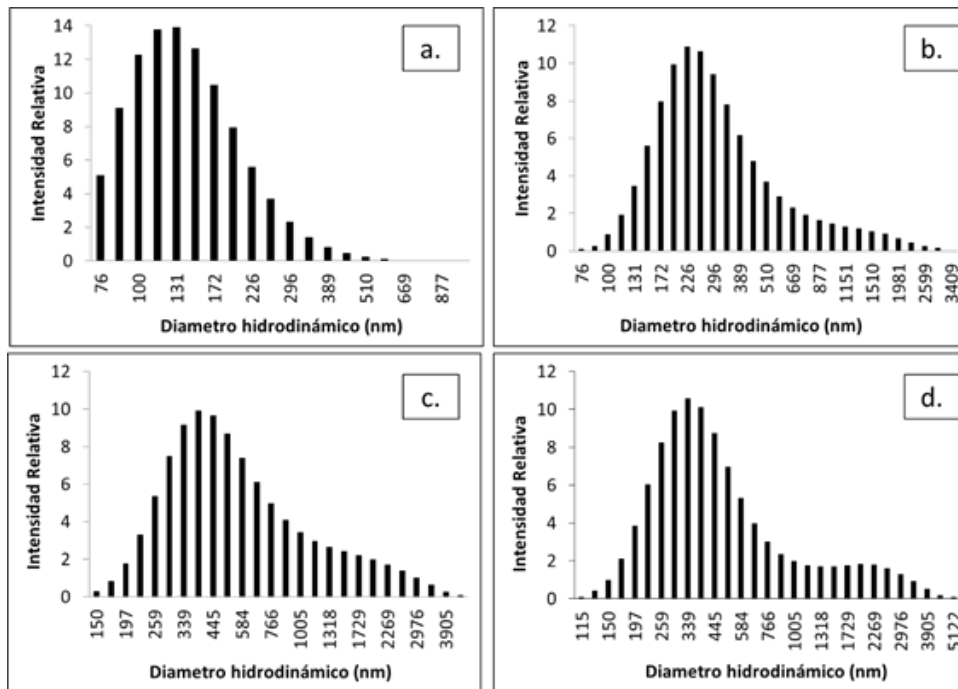 a.
Intensidad Relativa
14
12
10
8
6
4
2
0
76 100 131 172 226 296 389 510 669 877
Diametro hidrodinámico (nm)
b.
Intensidad Relativa
12
10
8
6
4
2
0
76 100 131 172 226 296 389 510 669 877 1151 1510 1981 2599 3409
Diametro hidrodinámico (nm)
c.
Intensidad Relativa
12
10
8
6
4
2
0
150 197 259 339 445 584 766 1005 1318 1729 2269 2976 3905
Diametro hidrodinámico (nm)
d.
Intensidad Relativa
12
10
8
6
4
2
0
115 150 197 259 339 445 584 766 1005 1318 1729 2269 2976 3905 5122
Diametro hidrodinámico (nm)